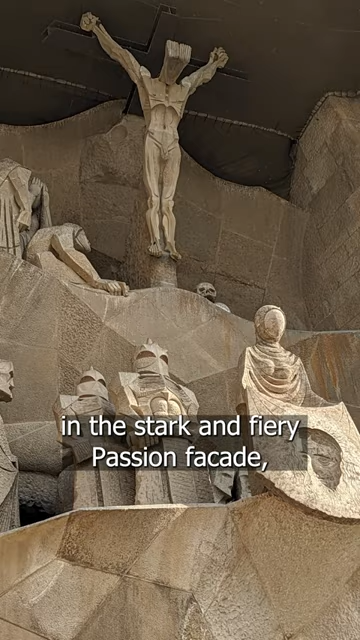 in the stark and fiery
Passion facade,